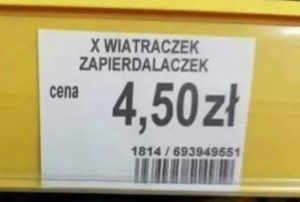 X WIATRACZEK
ZAPIERDALACZEK
cena 4,50zł
1814 / 693949551